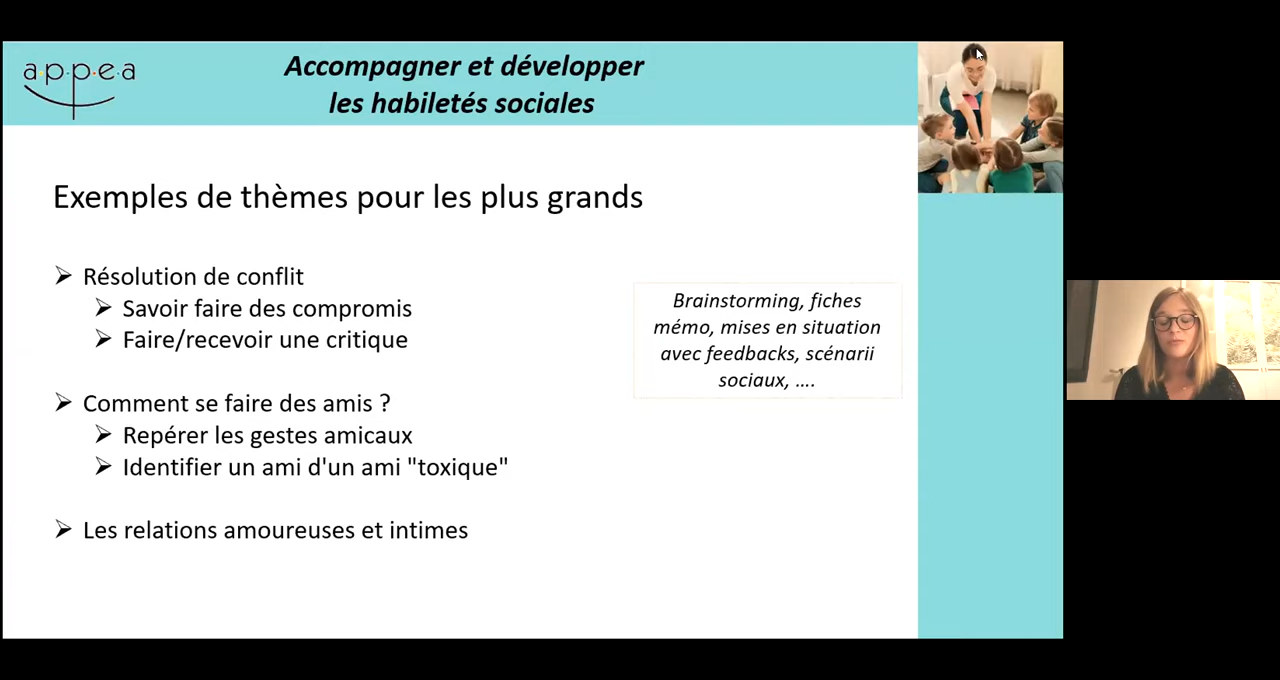 a·p·p·e·a
Accompagner et développer
les habiletés sociales
Exemples de thèmes pour les plus grands
Résolution de conflit
Savoir faire des compromis
Faire/recevoir une critique
Comment se faire des amis ?
Repérer les gestes amicaux
Identifier un ami d'un ami "toxique"
Les relations amoureuses et intimes
Brainstorming, fiches
mémo, mises en situation
avec feedbacks, scénarii
sociaux, ….